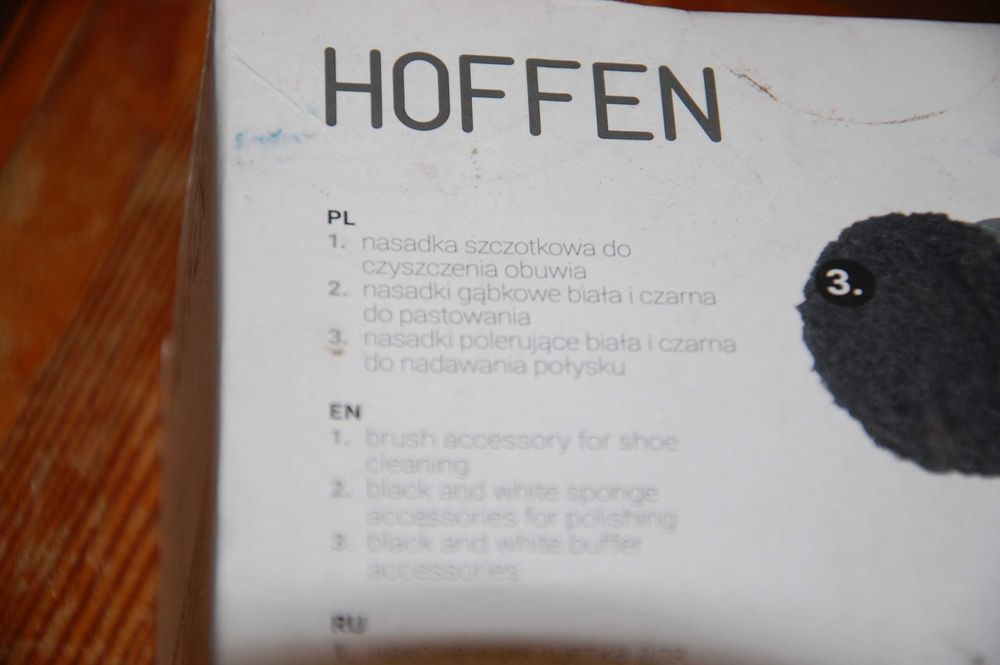 HOFFEN
PL
1. nasadka szczotkowa do
czyszczenia obuwia
2. nasadki gąbkowe biała i czarna
do pastowania
3. nasadki polerujące biała i czarna
do nadawania połysku
3.
EN
1. brush accessory for shoe
cleaning
2. black and white sponge
accessories for polishing
3. black and white buffer
accessories
RU
1.